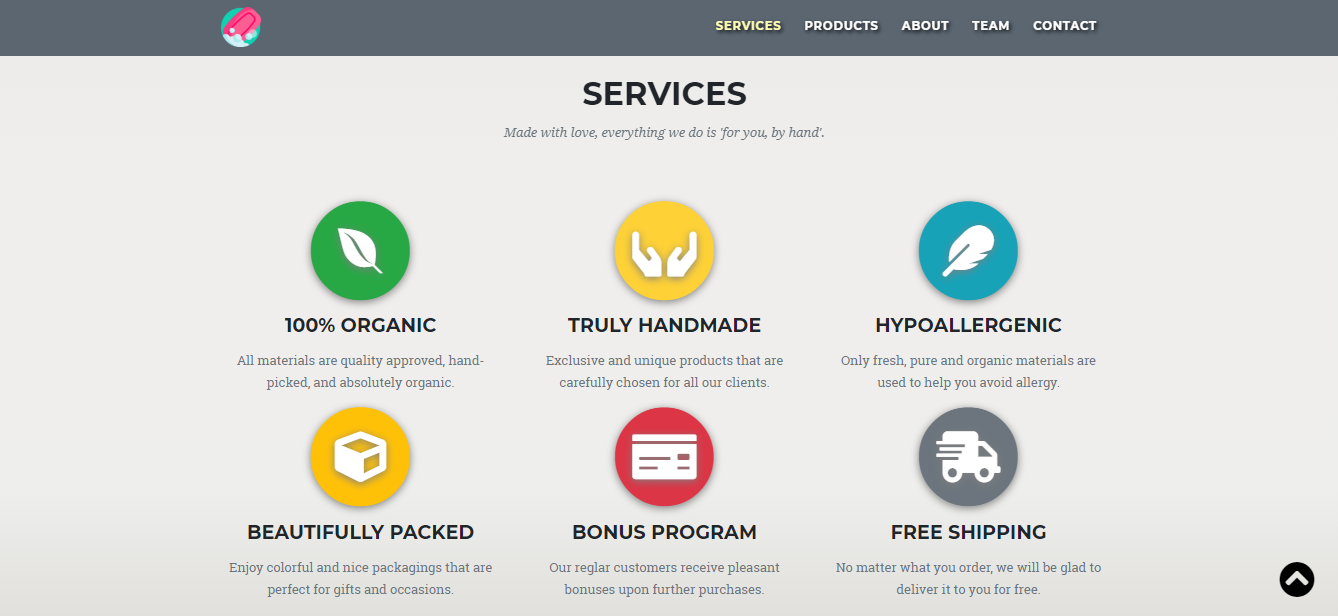 SERVICES PRODUCTS ABOUT TEAM CONTACT
SERVICES
Made with love, everything we do is 'for you, by hand'.
100% ORGANIC
All materials are quality approved, hand-
picked, and absolutely organic.
TRULY HANDMADE
Exclusive and unique products that are
carefully chosen for all our clients.
HYPOALLERGENIC
Only fresh, pure and organic materials are
used to help you avoid allergy.
BEAUTIFULLY PACKED
Enjoy colorful and nice packagings that are
perfect for gifts and occasions.
BONUS PROGRAM
Our reglar customers receive pleasant
bonuses upon further purchases.
FREE SHIPPING
No matter what you order, we will be glad to
deliver it to you for free.